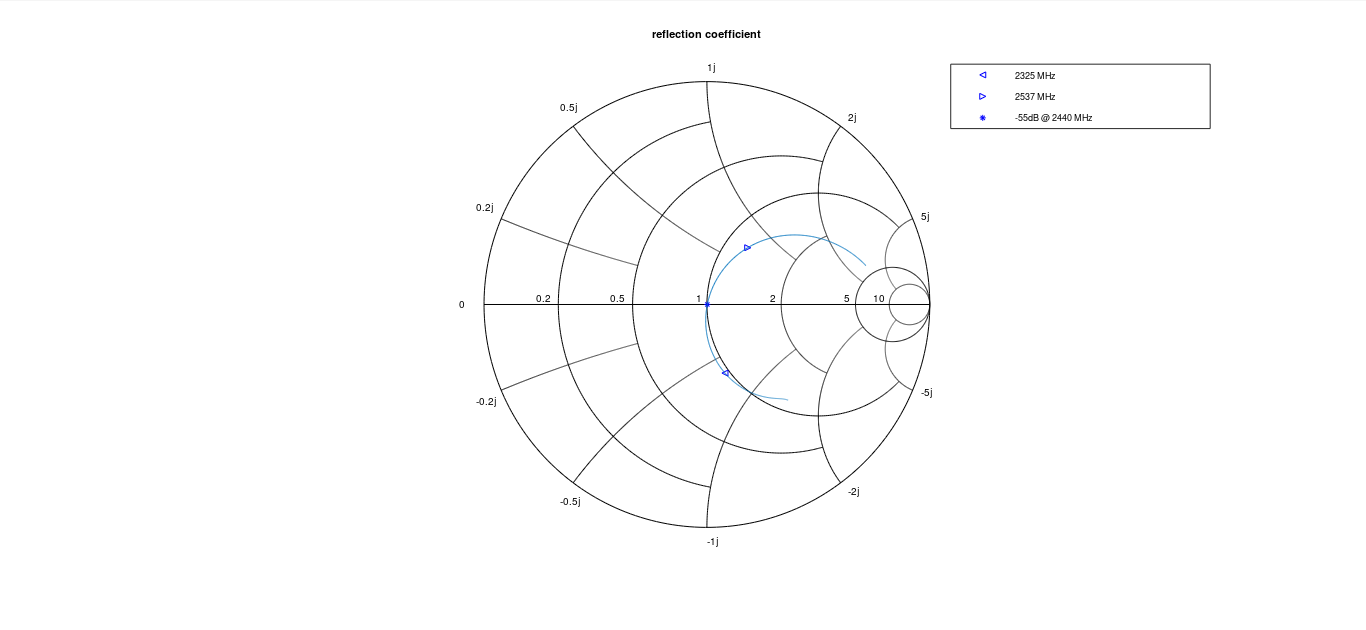 reflection coefficient
1j
2325 MHz
2537 MHz
-55dB @ 2440 MHz
0.5j
2j
0.2j
5j
0
0.2
0.5
1
2
5
10
-0.2j
-5j
-0.5j
-2j
-1j